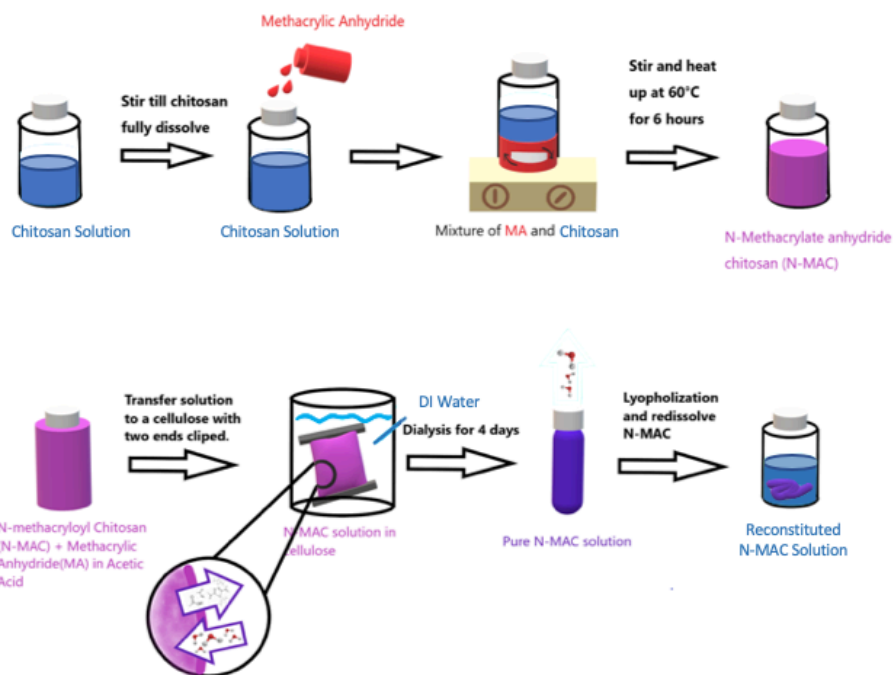 Methacrylic Anhydride
Stir till chitosan
fully dissolve
Stir and heat
up at 60°C
for 6 hours
Chitosan Solution
Chitosan Solution
Mixture of MA and Chitosan
N-Methacrylate anhydride
chitosan (N-MAC)
Transfer solution
to a cellulose with
two ends cliped.
DI Water
Dialysis for 4 days
Lyopholization
and redissolve
N-MAC
N-methacryloyl Chitosan
(N-MAC) + Methacrylic
Anhydride(MA) in Acetic
Acid
N-MAC solution in
cellulose
Pure N-MAC solution
Reconstituted
N-MAC Solution